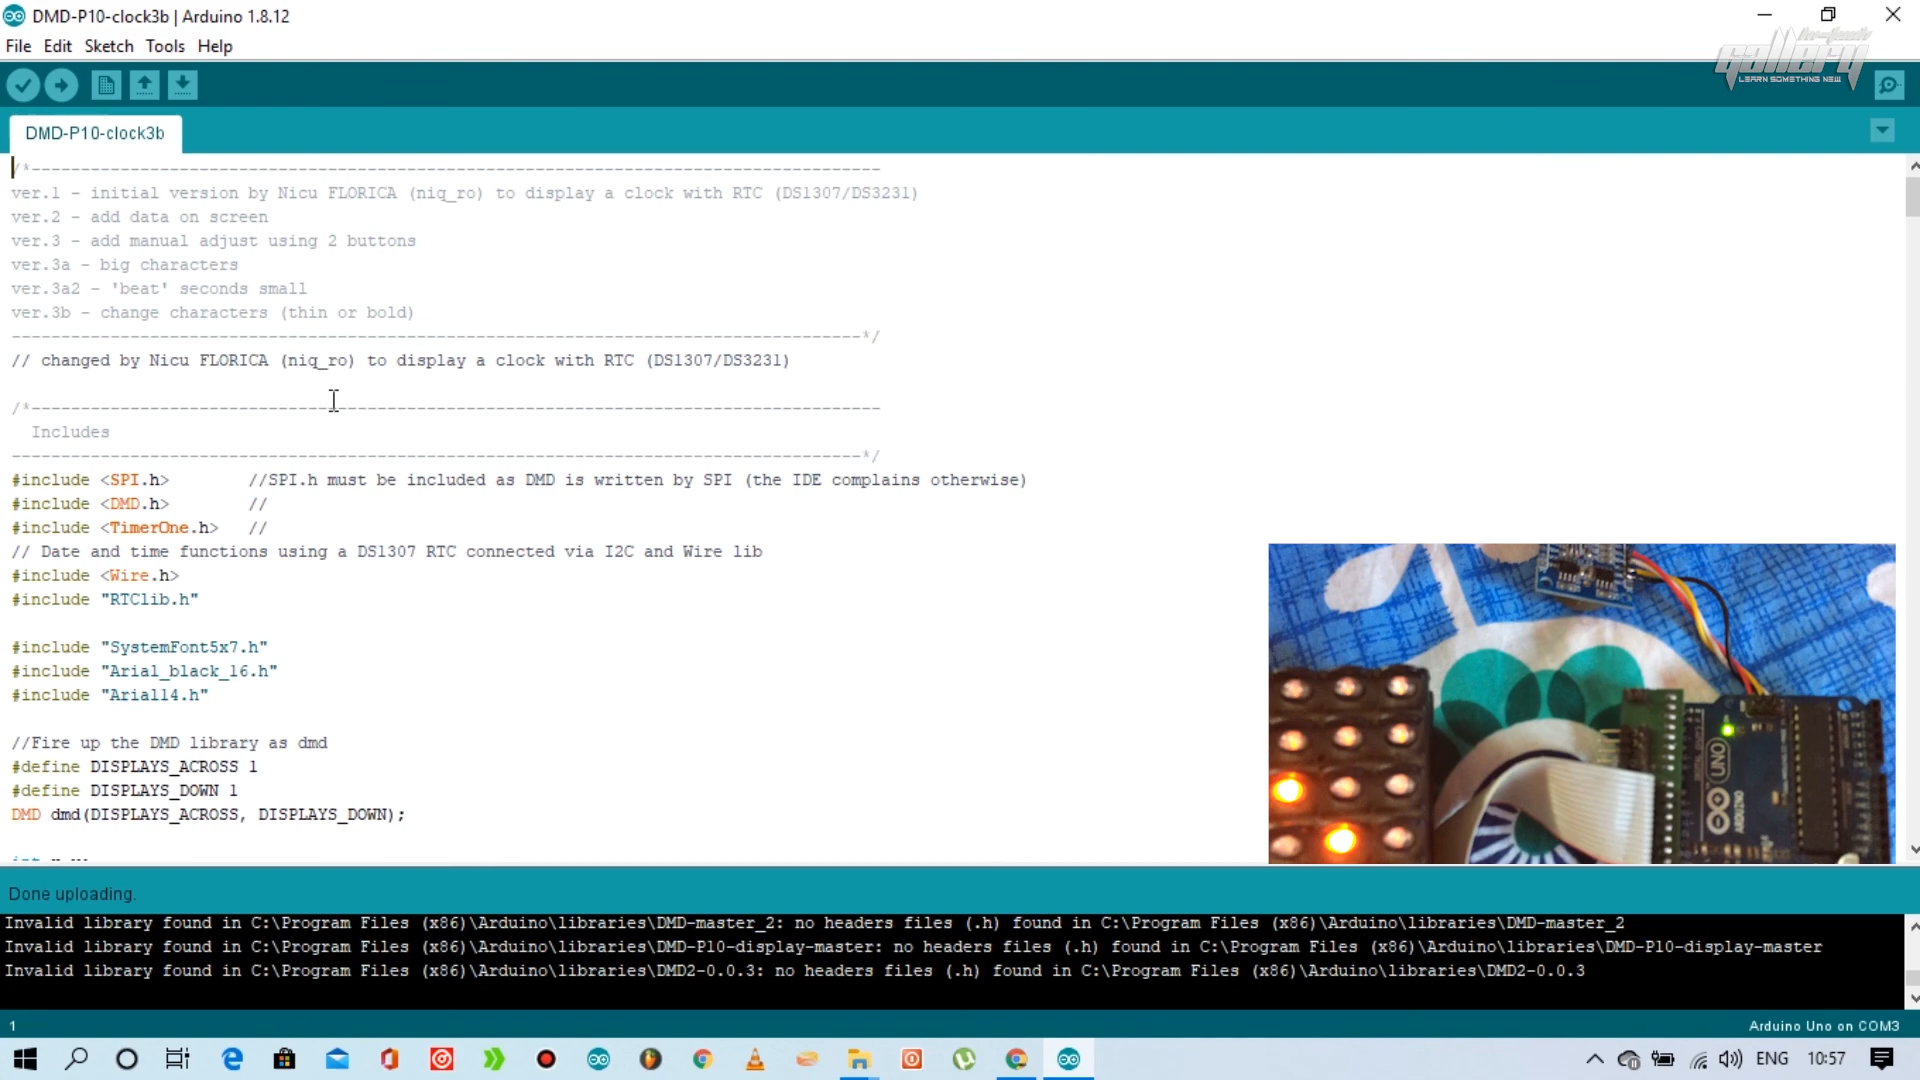 DMD-P10-clock3b | Arduino 1.8.12
File Edit Sketch Tools Help
gallery
LEARN SOMETHING NEW
DMD-P10-clock3b
/*------------------------------------------------------------------------------------
ver.1 - initial version by Nicu FLORICA (niq_ro) to display a clock with RTC (DS1307/DS3231)
ver.2 - add data on screen
ver.3 - add manual adjust using 2 buttons
ver.3a - big characters
ver.3a2 - 'beat' seconds small
ver.3b - change characters (thin or bold)
--------------------------------------------------------------------------------------*/
// changed by Nicu FLORICA (niq_ro) to display a clock with RTC (DS1307/DS3231)
/*------------------------------------------------------------------------------------
Includes
--------------------------------------------------------------------------------------*/
#include <SPI.h> //SPI.h must be included as DMD is written by SPI (the IDE complains otherwise)
#include <DMD.h> //
#include <TimerOne.h> //
// Date and time functions using a DS1307 RTC connected via I2C and Wire lib
#include <Wire.h>
#include "RTClib.h"
#include "SystemFont5x7.h"
#include "Arial_black_16.h"
#include "Arial14.h"
//Fire up the DMD library as dmd
#define DISPLAYS_ACROSS 1
#define DISPLAYS_DOWN 1
DMD dmd(DISPLAYS_ACROSS, DISPLAYS_DOWN);
UNO
ARDUINO
Done uploading.
Invalid library found in C:\Program Files (x86)\Arduino\libraries\DMD-master_2: no headers files (.h) found in C:\Program Files (x86)\Arduino\libraries\DMD-master_2
Invalid library found in C:\Program Files (x86)\Arduino\libraries\DMD-P10-display-master: no headers files (.h) found in C:\Program Files (x86)\Arduino\libraries\DMD-P10-display-master
Invalid library found in C:\Program Files (x86)\Arduino\libraries\DMD2-0.0.3: no headers files (.h) found in C:\Program Files (x86)\Arduino\libraries\DMD2-0.0.3
1
Arduino Uno on COM3
ENG 10:57